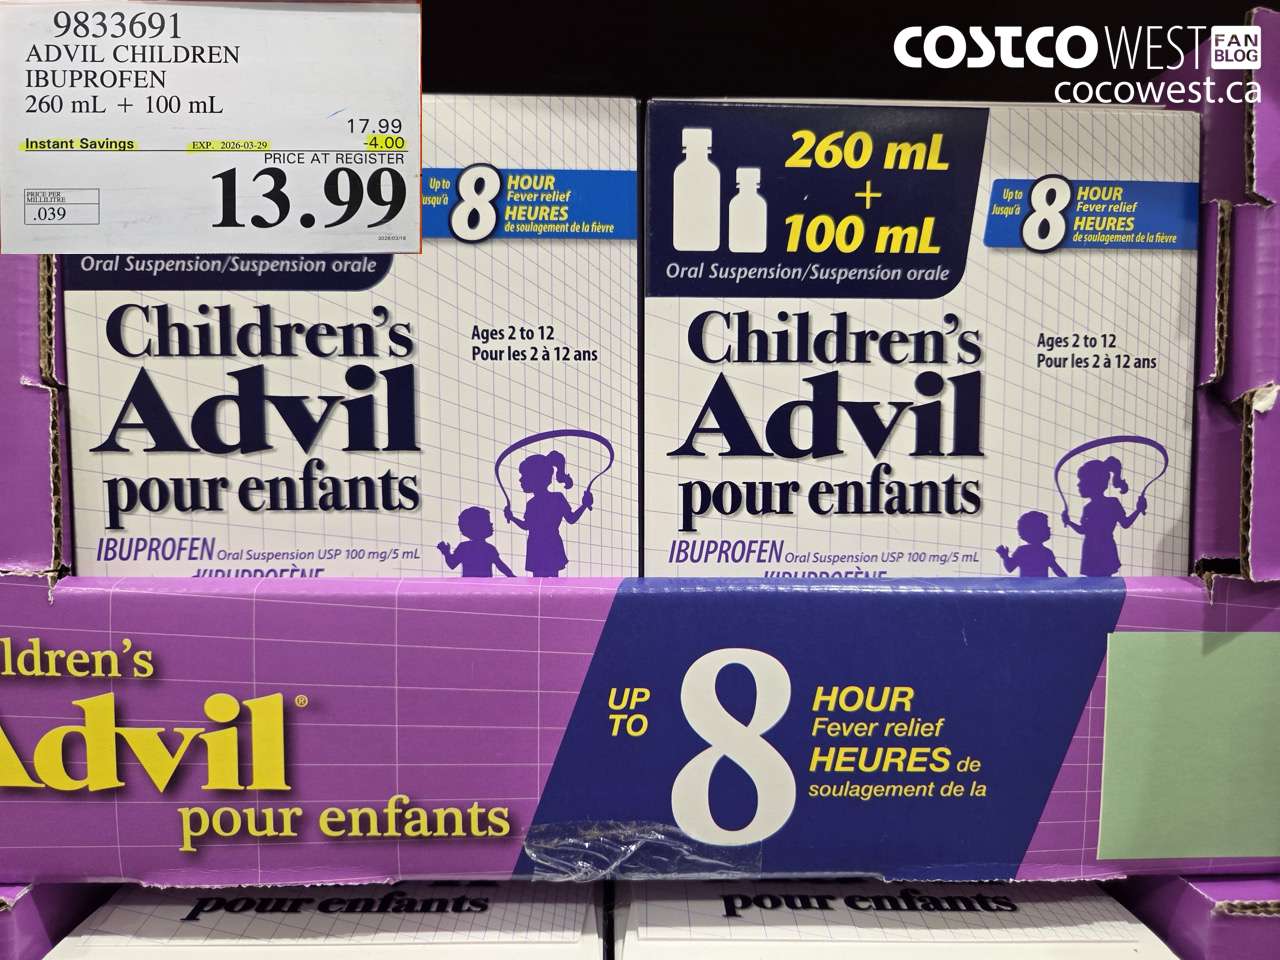 9833691
ADVIL CHILDREN
IBUPROFEN
260 mL + 100 mL
17.99
Instant Savings EXP. 2026-03-29 -4.00
PRICE AT REGISTER
13.99
PRICE PER
MILLILITRE
.039
COSTCO WEST FAN BLOG
cocowest.ca
Up to
Jusqu'à
8
HOUR
Fever relief
HEURES
de soulagement de la fièvre
Oral Suspension/Suspension orale
Children's
Advil
pour enfants
Ages 2 to 12
Pour les 2 à 12 ans
IBUPROFEN Oral Suspension USP 100 mg/5 mL
260 mL
+
100 mL
Up to
Jusqu'à
8
HOUR
Fever relief
HEURES
de soulagement de la fièvre
Oral Suspension/Suspension orale
Children's
Advil
pour enfants
Ages 2 to 12
Pour les 2 à 12 ans
IBUPROFEN Oral Suspension USP 100 mg/5 mL
ldren's
Advil®
pour enfants
UP
TO
8
HOUR
Fever relief
HEURES de
soulagement de la
pour enfants
pour enfants